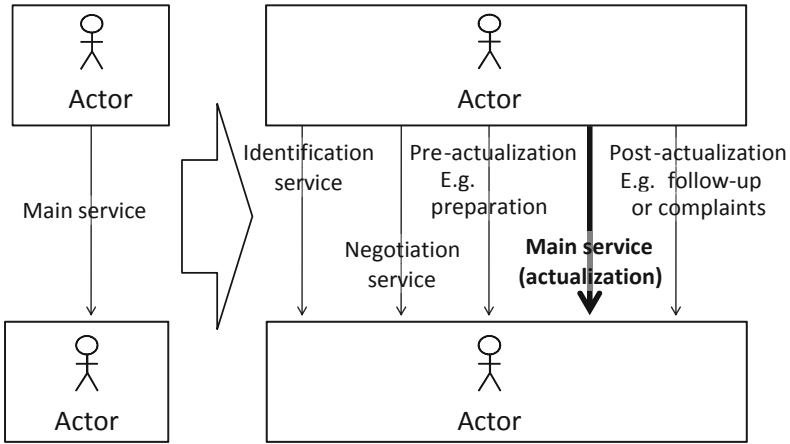 Actor
Actor
Identification
service
Pre-actualization
E.g.
preparation
Post-actualization
E.g. follow-up
or complaints
Main service
Negotiation
service
Main service
(actualization)
Actor
Actor